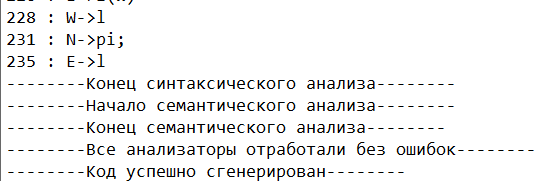 228 : W->l
231 : N->pi;
235 : E->l
--------Конец синтаксического анализа--------
--------Начало семантического анализа--------
--------Конец семантического анализа--------
--------Все анализаторы отработали без ошибок--------
--------Код успешно сгенерирован--------